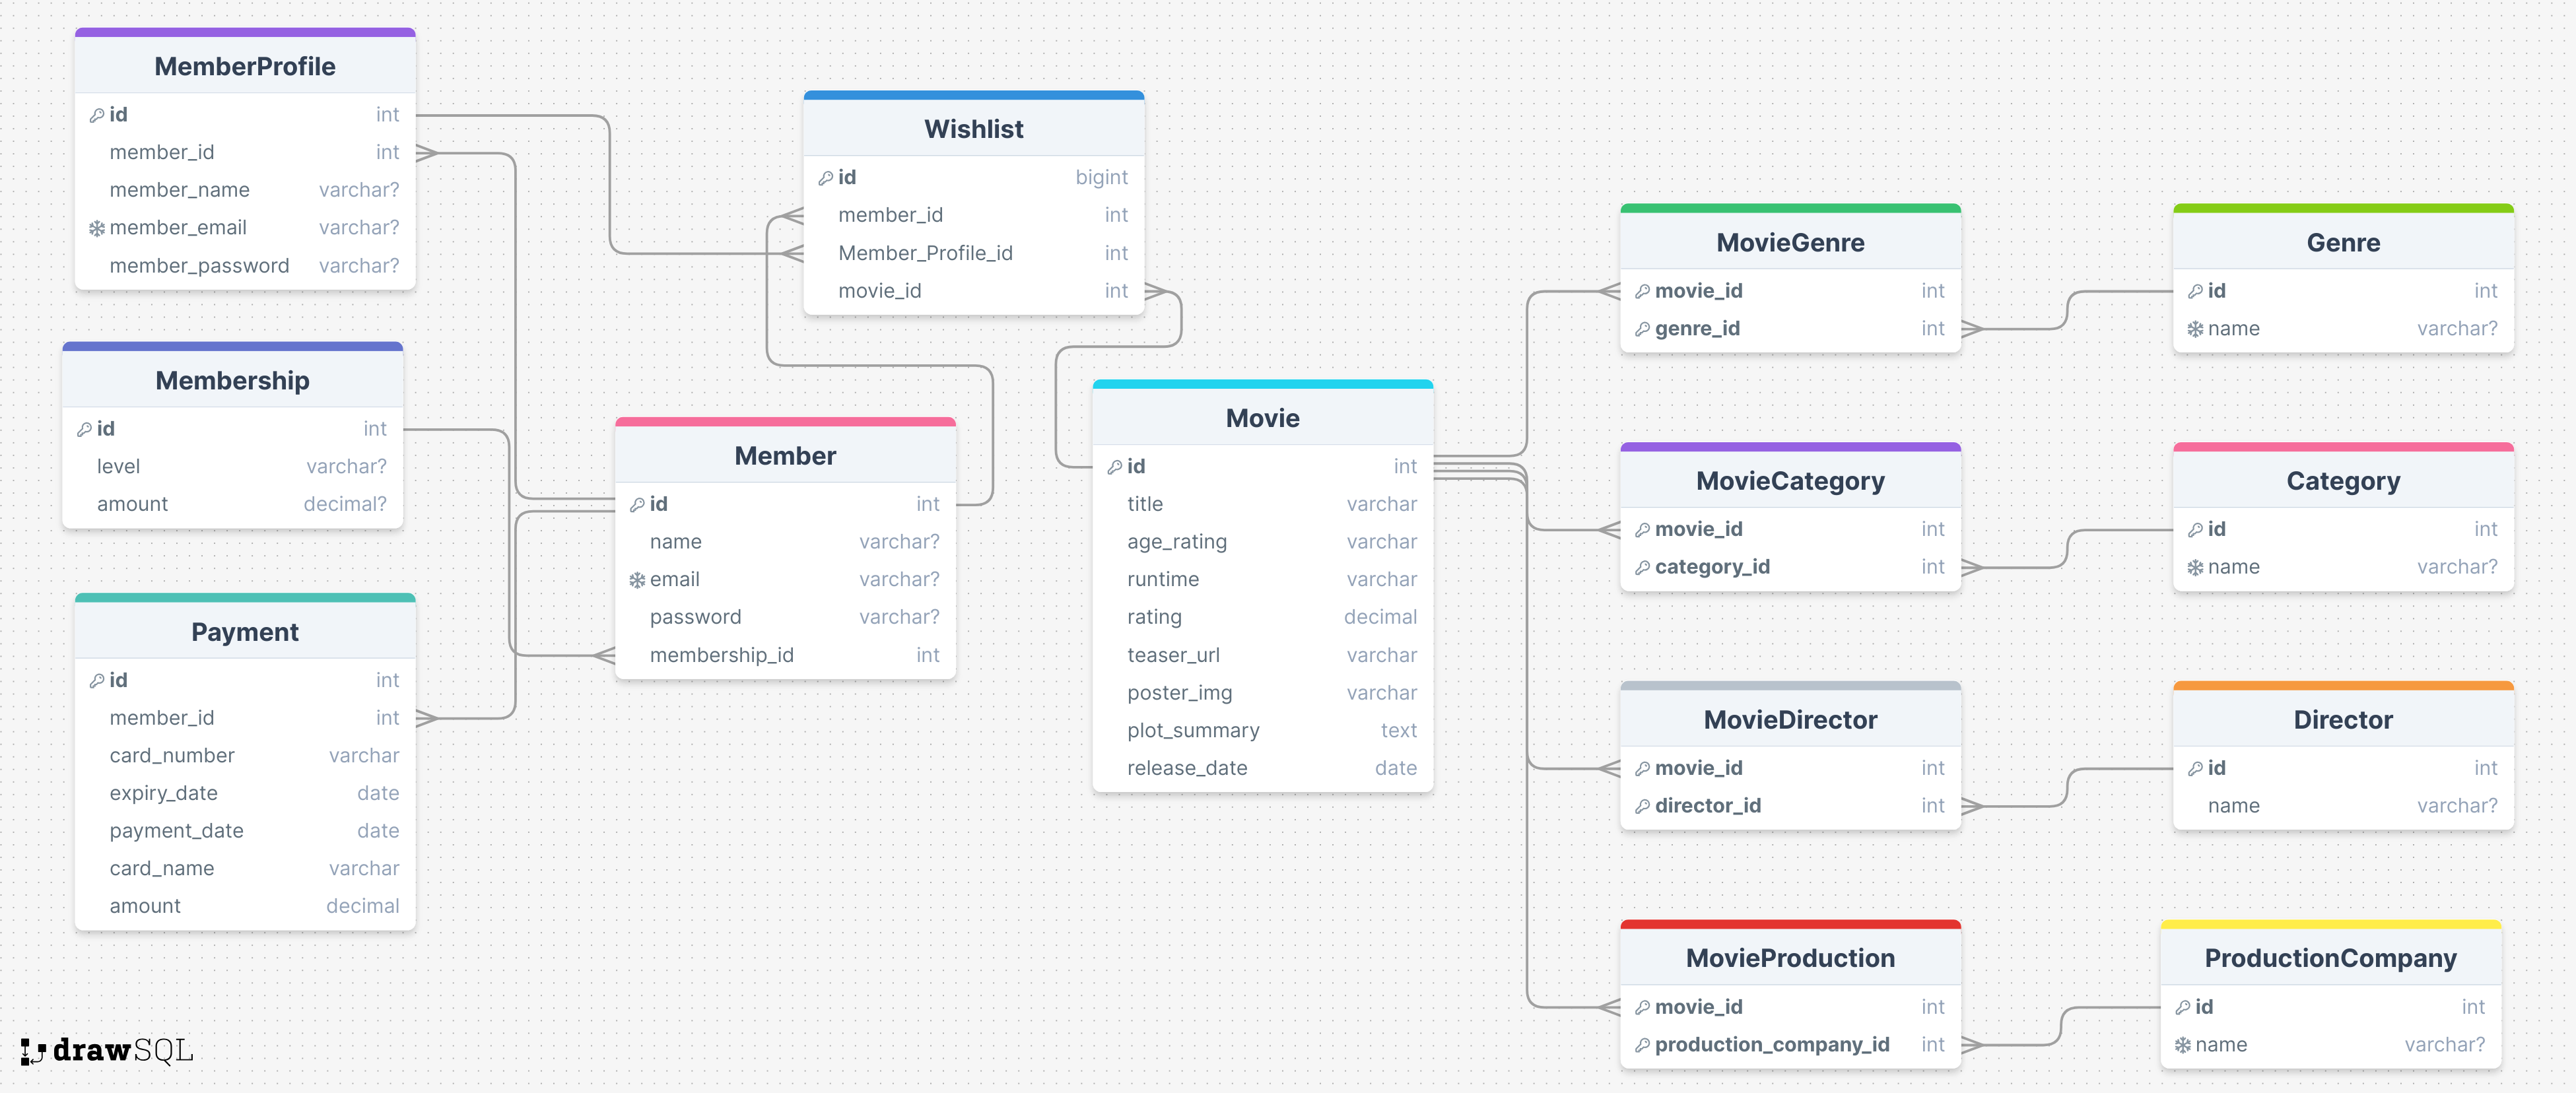 MemberProfile
id int
member_id int
member_name varchar?
member_email varchar?
member_password varchar?
Membership
id int
level varchar?
amount decimal?
Payment
id int
member_id int
card_number varchar
expiry_date date
payment_date date
card_name varchar
amount decimal
Wishlist
id bigint
member_id int
Member_Profile_id int
movie_id int
Member
id int
name varchar?
email varchar?
password varchar?
membership_id int
Movie
id int
title varchar
age_rating varchar
runtime varchar
rating decimal
teaser_url varchar
poster_img varchar
plot_summary text
release_date date
MovieGenre
movie_id int
genre_id int
Genre
id int
name varchar?
MovieCategory
movie_id int
category_id int
Category
id int
name varchar?
MovieDirector
movie_id int
director_id int
Director
id int
name varchar?
MovieProduction
movie_id int
production_company_id int
ProductionCompany
id int
name varchar?
drawSQL